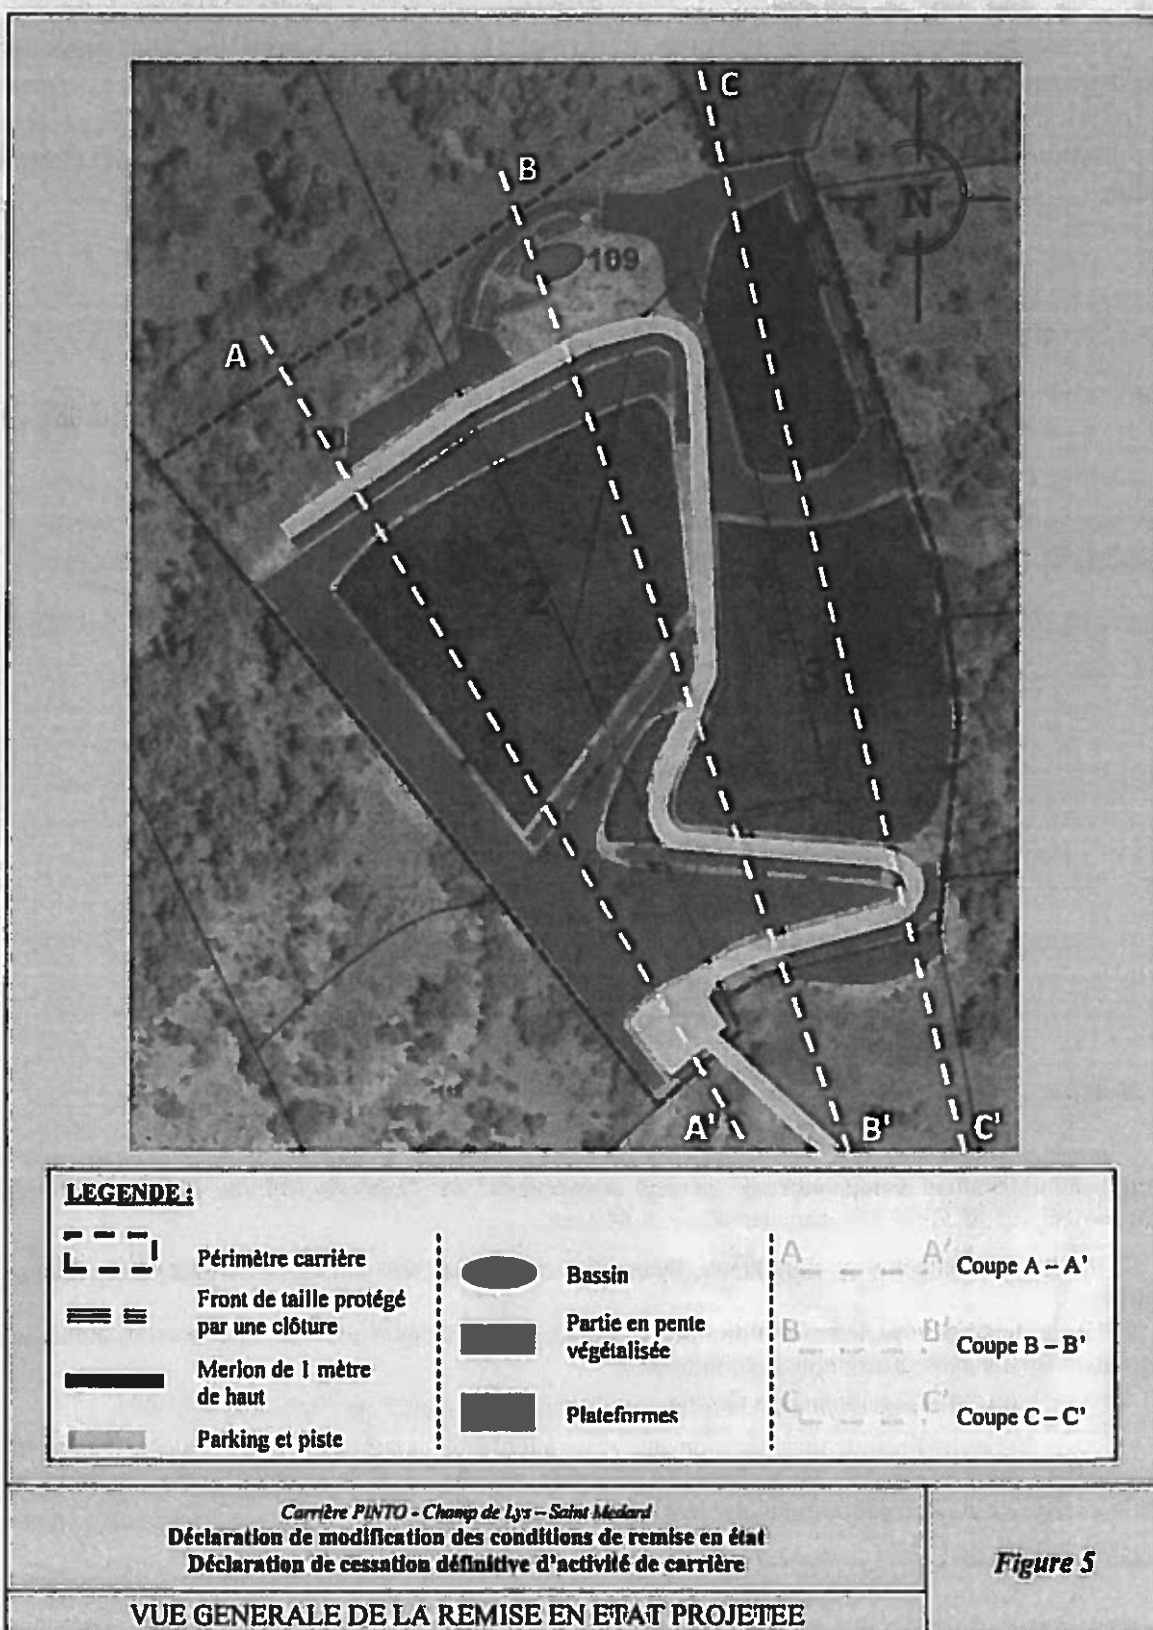 C
B
N
109
A
A'
B'
C'
LEGENDE :
Périmètre carrière
Front de taille protégé
par une clôture
Merlon de 1 mètre
de haut
Parking et piste
Bassin
Partie en pente
végétalisée
Plateformes
A A' Coupe A – A'
B B' Coupe B – B'
C C' Coupe C – C'
Carrière PINTO - Champ de Lys – Saint Medard
Déclaration de modification des conditions de remise en état
Déclaration de cessation définitive d'activité de carrière
Figure 5
VUE GENERALE DE LA REMISE EN ETAT PROJETEE